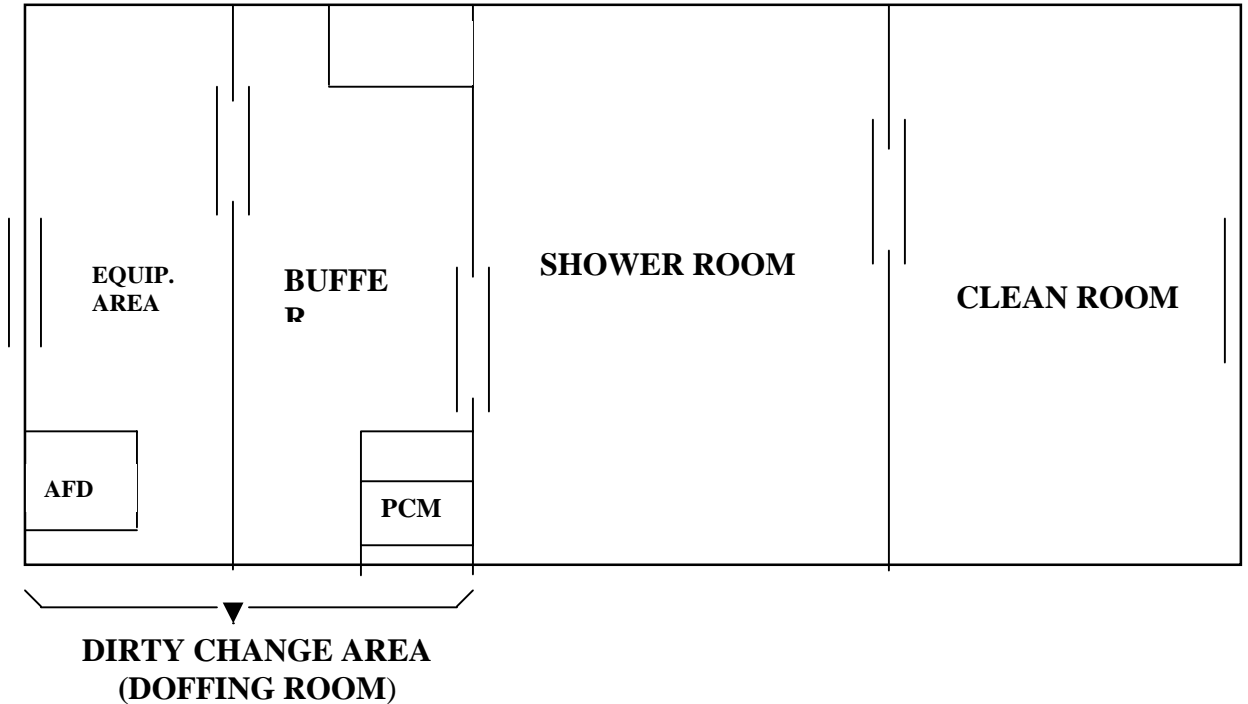 EQUIP.
AREA
BUFFE
R
SHOWER ROOM
CLEAN ROOM
AFD
PCM
DIRTY CHANGE AREA
(DOFFING ROOM)